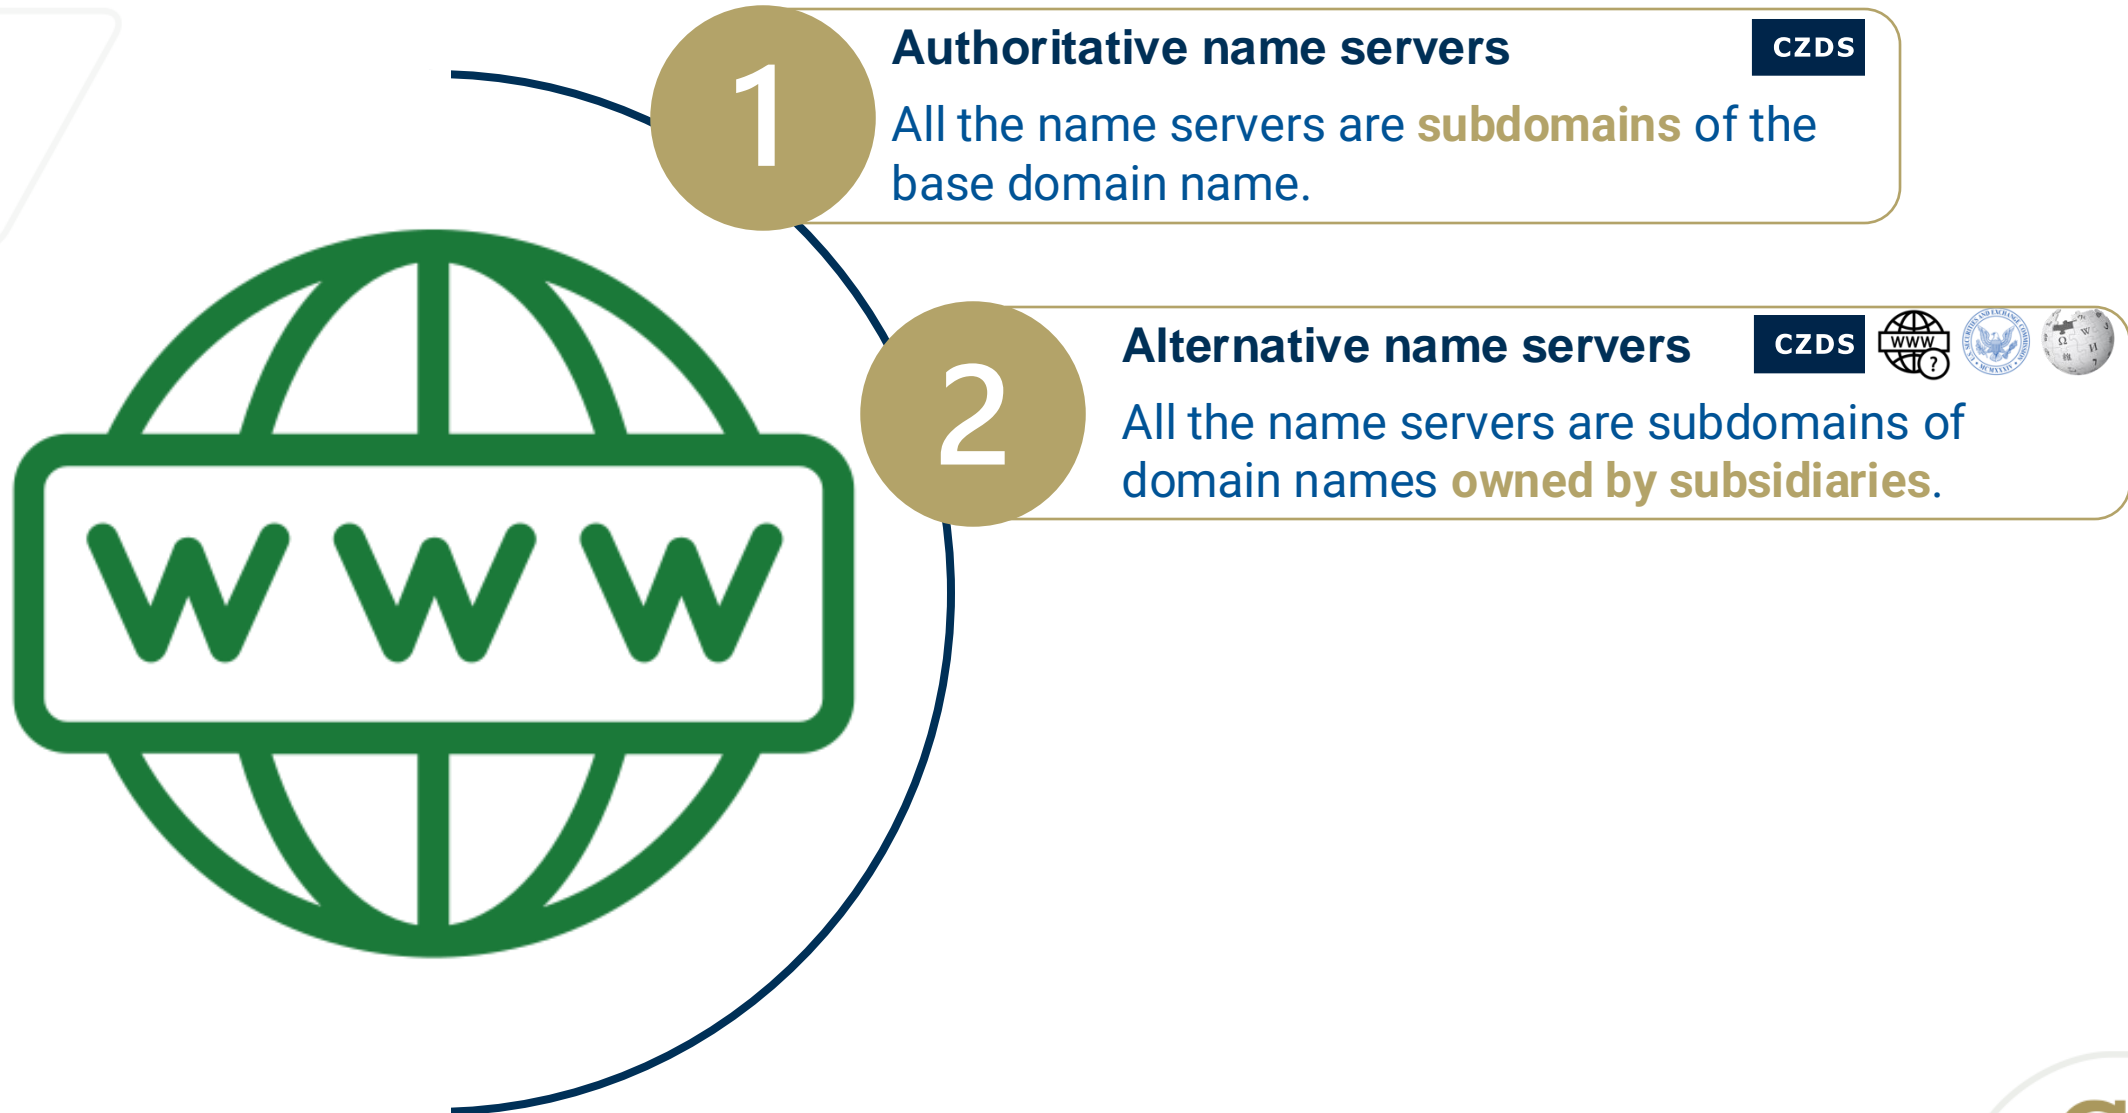 1
Authoritative name servers
CZDS
All the name servers are subdomains of the
base domain name.
2
Alternative name servers
CZDS
WWW
?
All the name servers are subdomains of
domain names owned by subsidiaries.
W W W